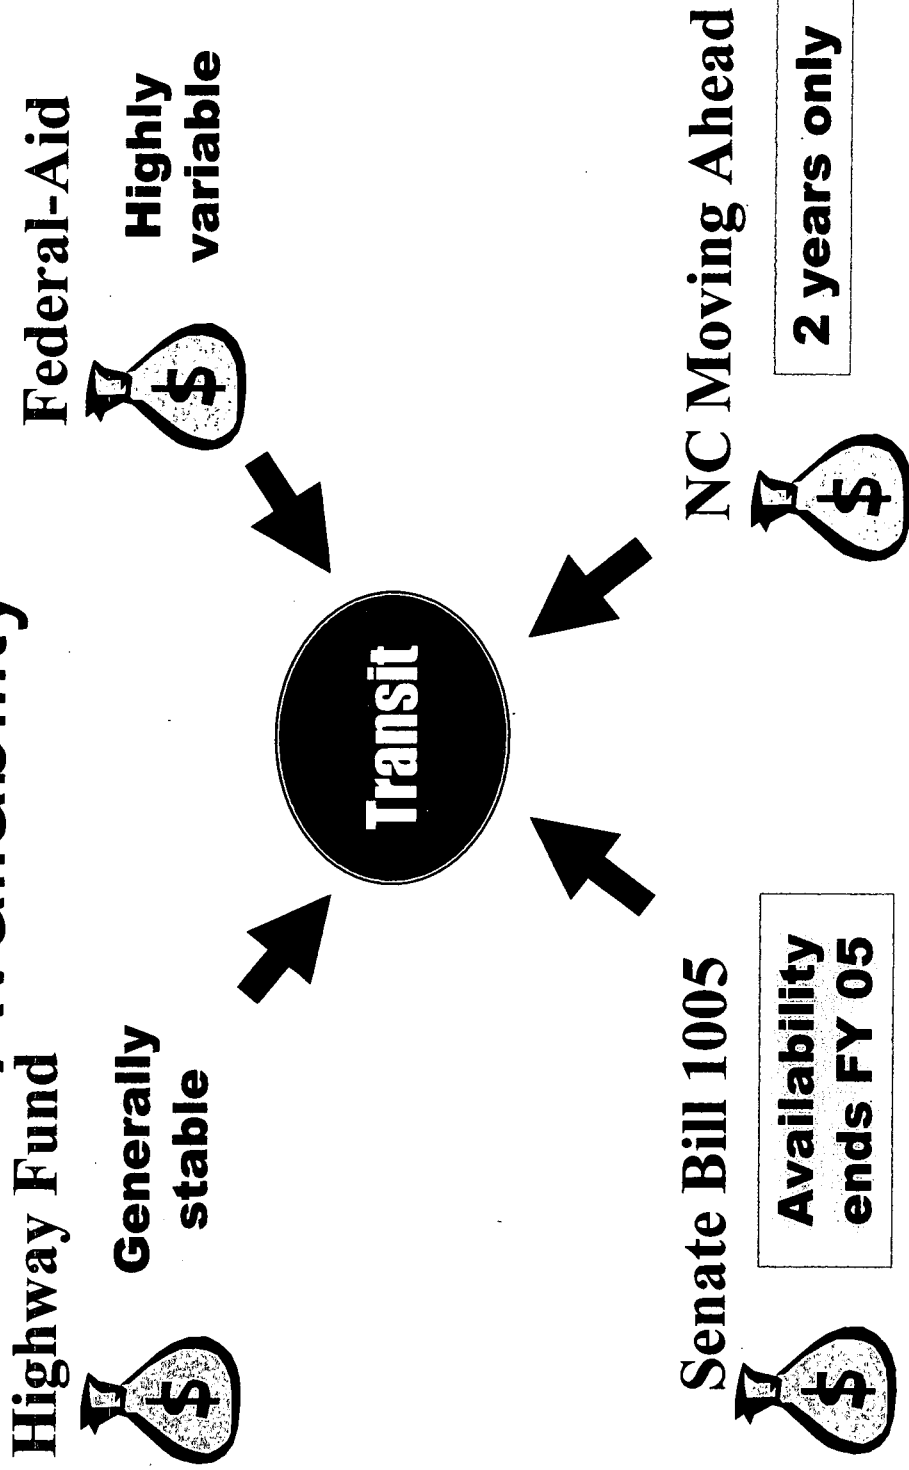 Highway Fund
$
Generally
stable
Federal-Aid
$
Highly
variable
Transit
Senate Bill 1005
$
Availability
ends FY 05
NC Moving Ahead
$
2 years only